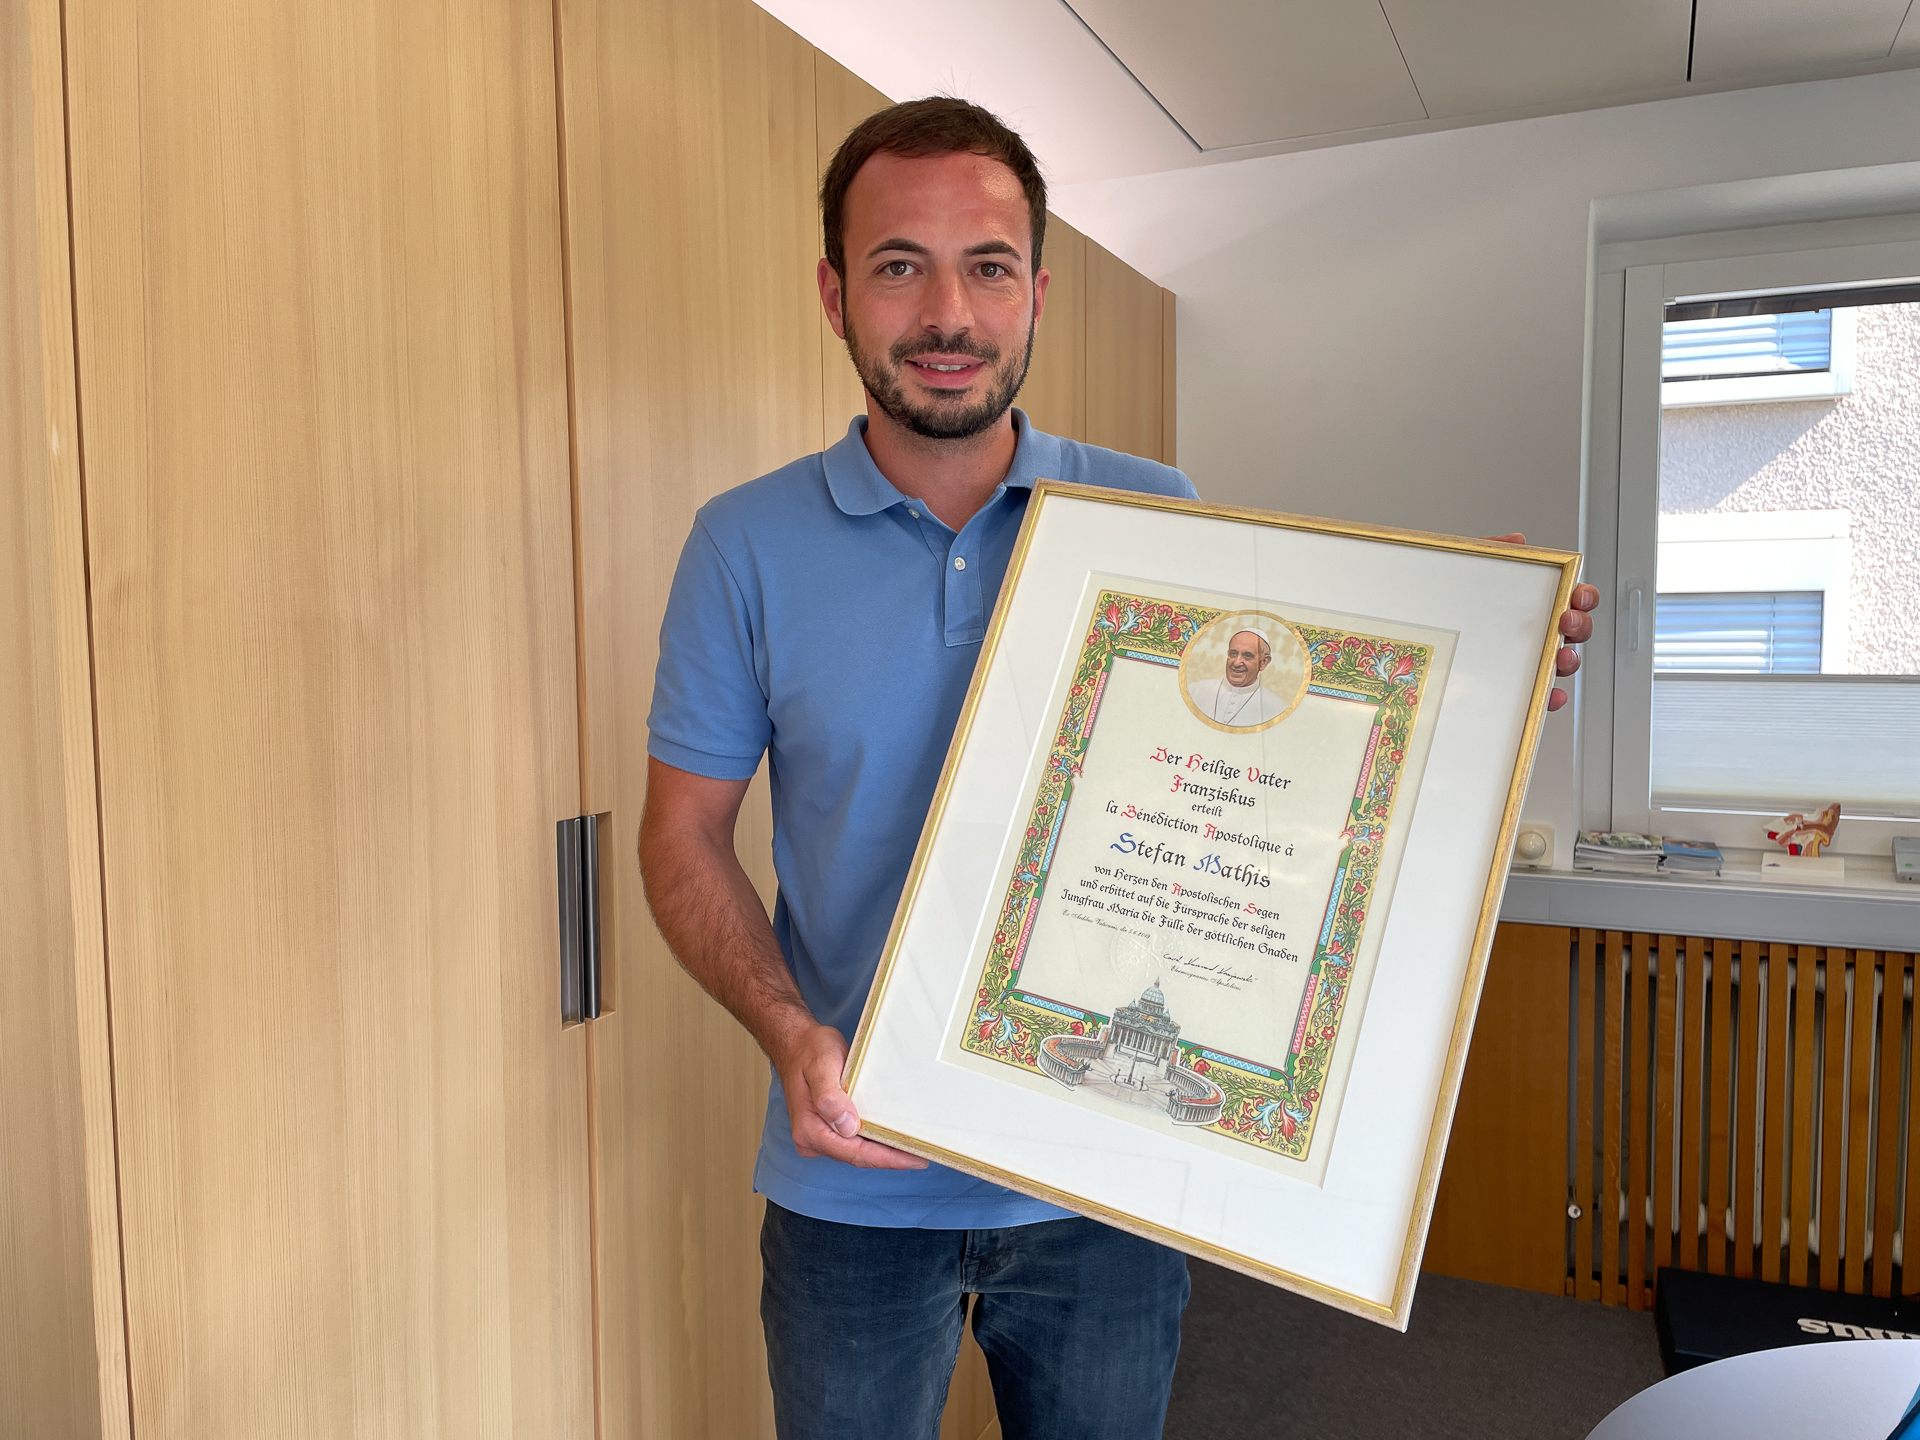 Der Heilige Vater
Franziskus
erteilt
la Bénédiction Apostolique à
Stefan Mathis
von Herzen den Apostolischen Segen
und erbittet auf die Fürsprache der seligen
Jungfrau Maria die Fülle der göttlichen Gnaden